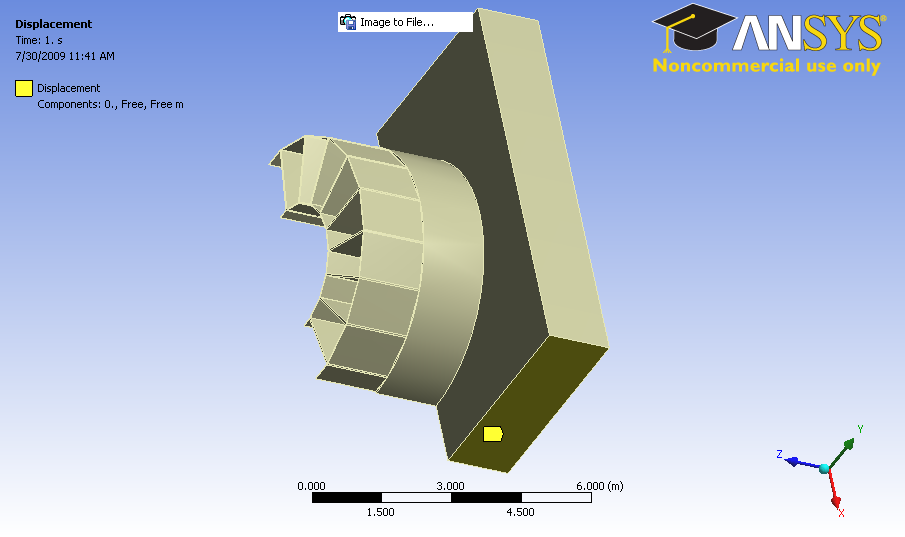 Displacement
Time: 1. s
7/30/2009 11:41 AM
Displacement
Components: 0., Free, Free m
Image to File...
ANSYS®
Noncommercial use only
0.000 3.000 6.000 (m)
1.500 4.500
Y
Z
X